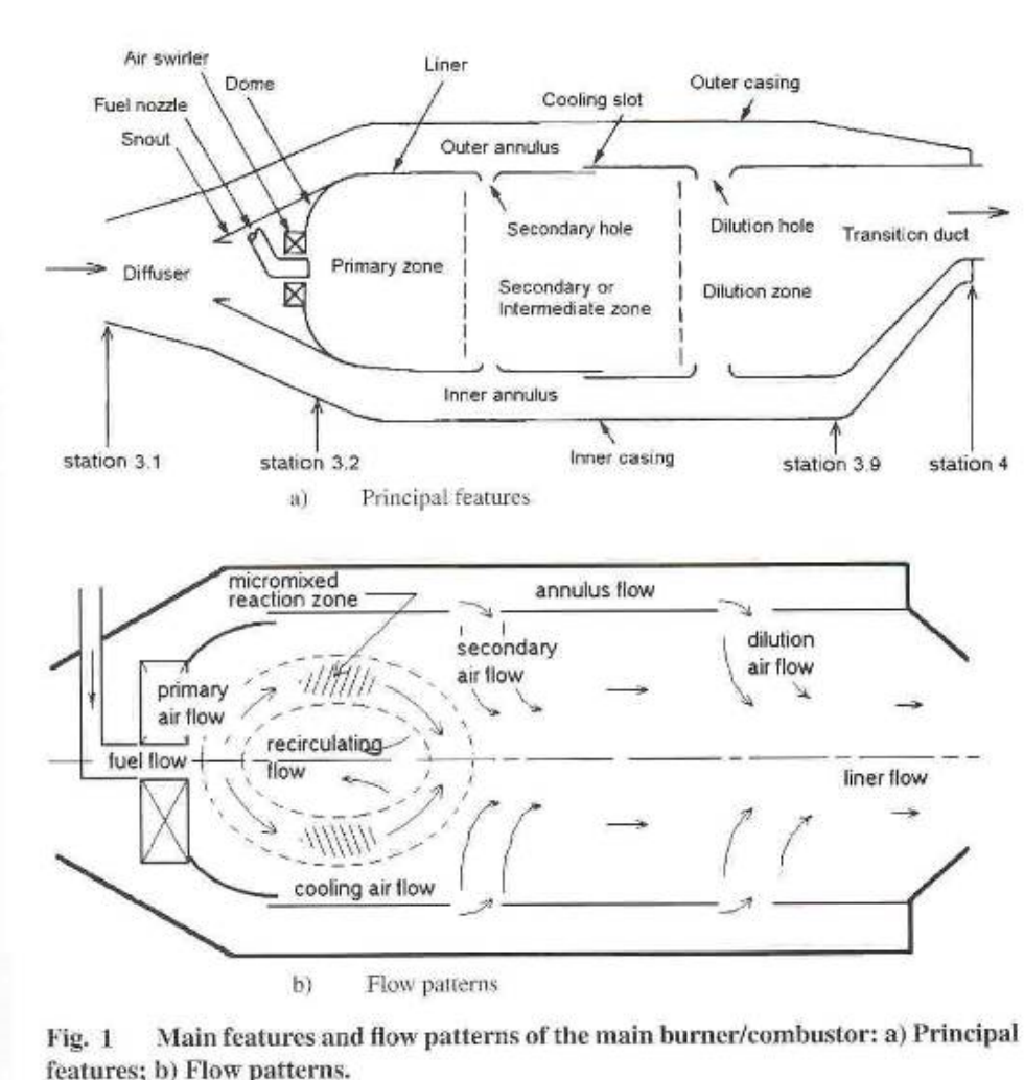 Air swirler
Dome
Liner
Fuel nozzle
Snout
Cooling slot
Outer casing
Outer annulus
Secondary hole
Dilution hole
Transition duct
Diffuser
Primary zone
Secondary or
Intermediate zone
Dilution zone
Inner annulus
station 3.1
station 3.2
Inner casing
station 3.9
station 4
a) Principal features
micromixed
reaction zone
annulus flow
secondary
air flow
dilution
air flow
primary
air flow
recirculating
flow
fuel flow
liner flow
cooling air flow
b) Flow patterns
Fig. 1 Main features and flow patterns of the main burner/combustor: a) Principal
features; b) Flow patterns.